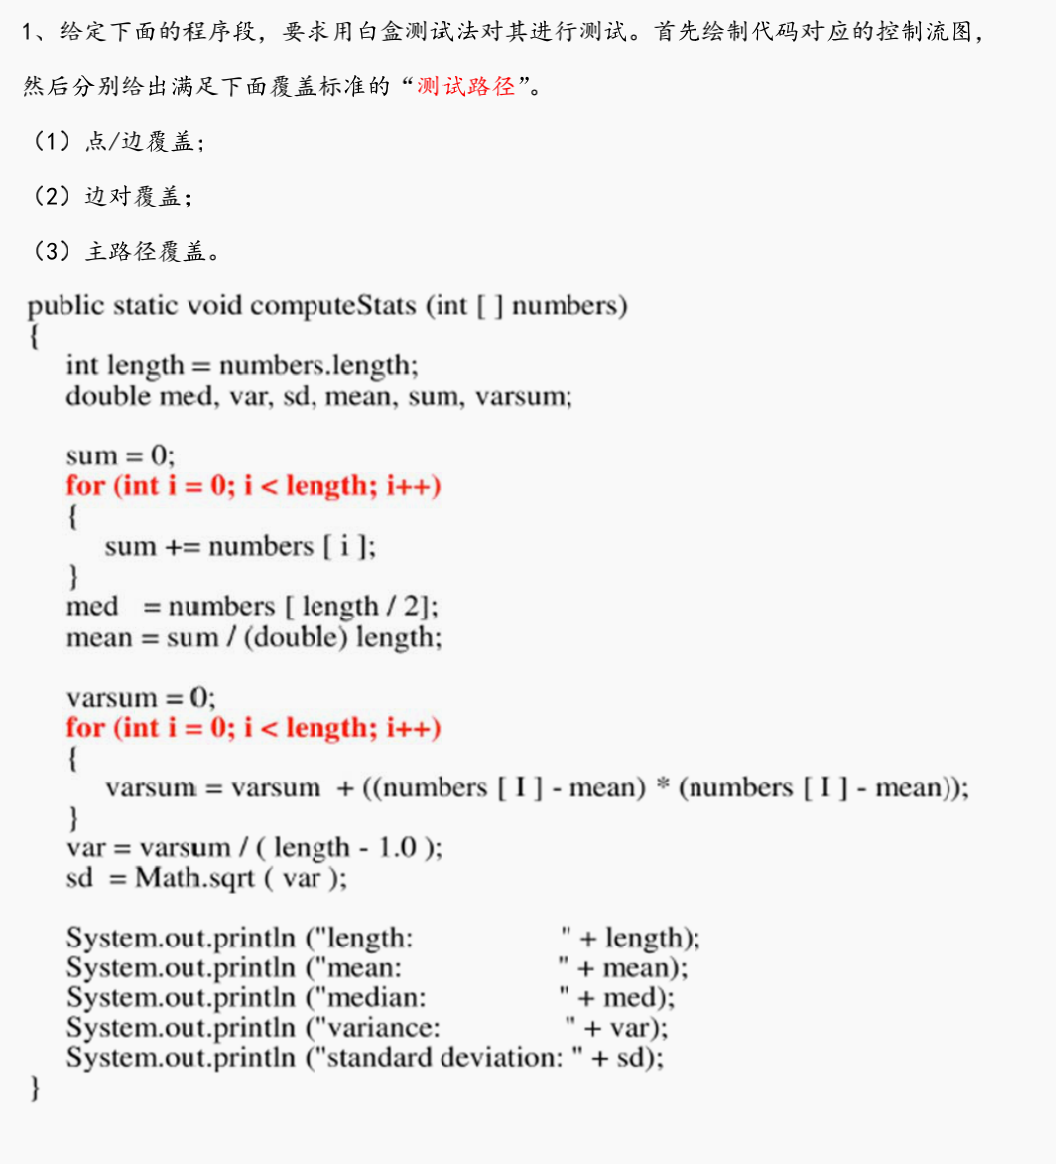 1、给定下面的程序段，要求用白盒测试法对其进行测试。首先绘制代码对应的控制流图，
然后分别给出满足下面覆盖标准的“测试路径”。
（1）点/边覆盖；
（2）边对覆盖；
（3）主路径覆盖。
public static void computeStats (int [ ] numbers)
{
int length = numbers.length;
double med, var, sd, mean, sum, varsum;
sum = 0;
for (int i = 0; i < length; i++)
{
sum += numbers [ i ];
}
med = numbers [ length / 2];
mean = sum / (double) length;
varsum = 0;
for (int i = 0; i < length; i++)
{
varsum = varsum + ((numbers [ I ] - mean) * (numbers [ I ] - mean));
}
var = varsum / ( length - 1.0 );
sd = Math.sqrt ( var );
System.out.println ("length: " + length);
System.out.println ("mean: " + mean);
System.out.println ("median: " + med);
System.out.println ("variance: " + var);
System.out.println ("standard deviation: " + sd);
}